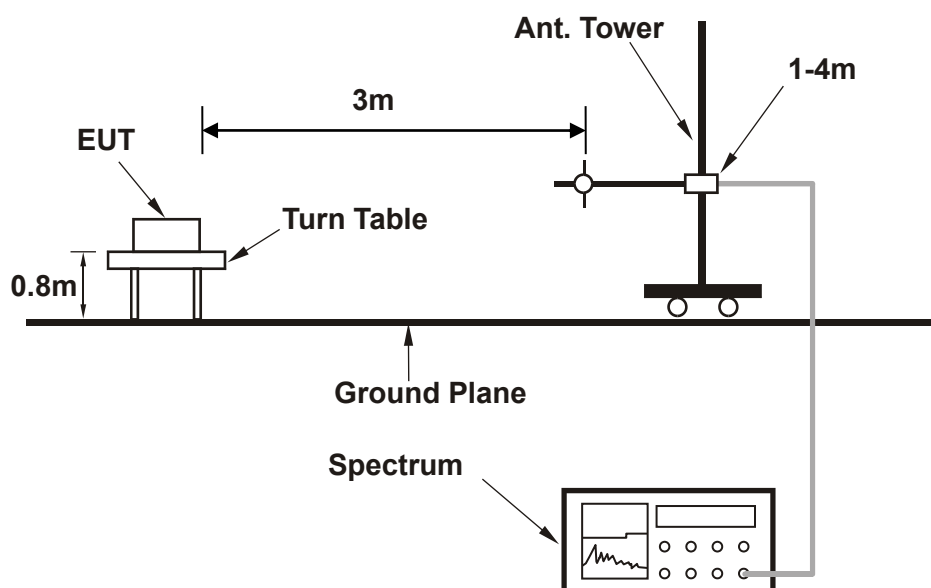 Ant. Tower
1-4m
3m
EUT
Turn Table
0.8m
Ground Plane
Spectrum